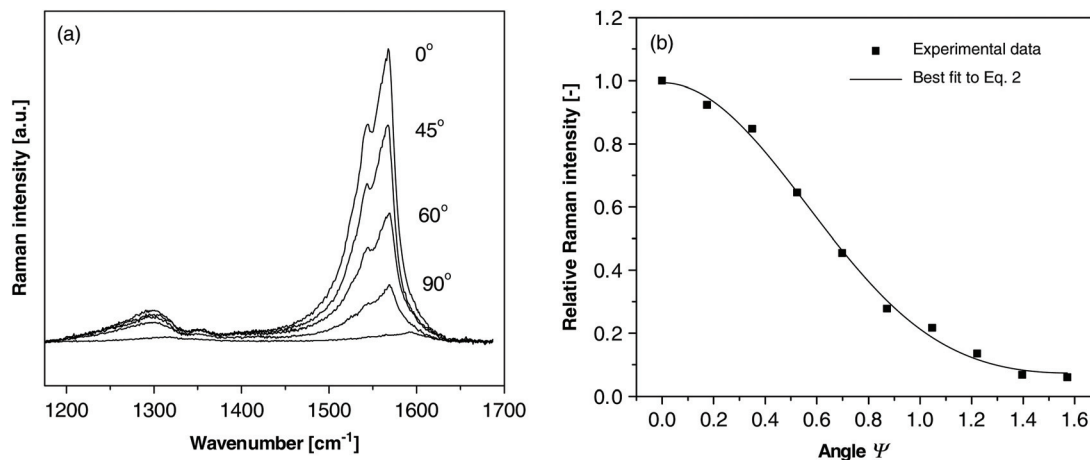 (a)
0°
45°
60°
90°
Raman intensity [a.u.]
1200 1300 1400 1500 1600 1700
Wavenumber [cm⁻¹]
(b)
Experimental data
Best fit to Eq. 2
Relative Raman intensity [-]
1.2
1.0
0.8
0.6
0.4
0.2
0.0
0.0 0.2 0.4 0.6 0.8 1.0 1.2 1.4 1.6
Angle Ψ